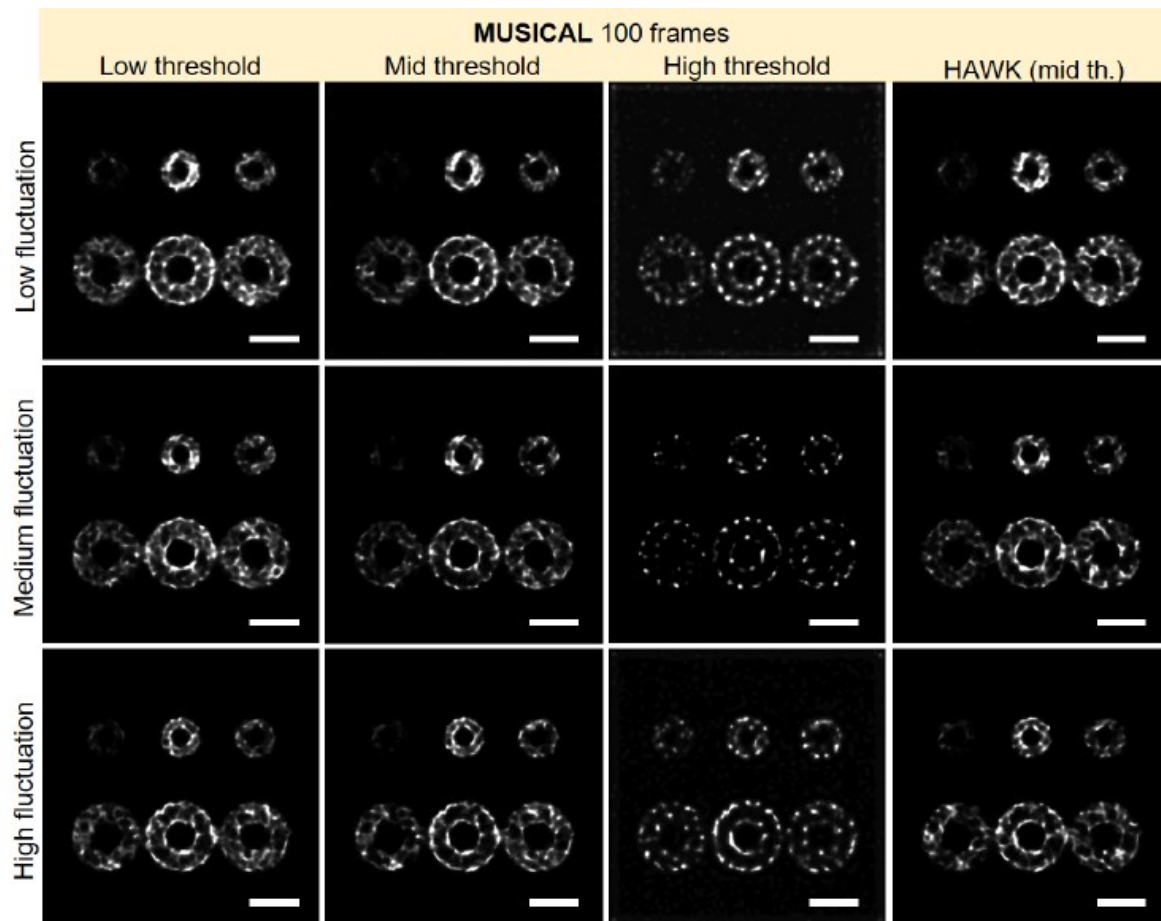 MUSICAL 100 frames
Low threshold
Mid threshold
High threshold
HAWK (mid th.)
Low fluctuation
Medium fluctuation
High fluctuation